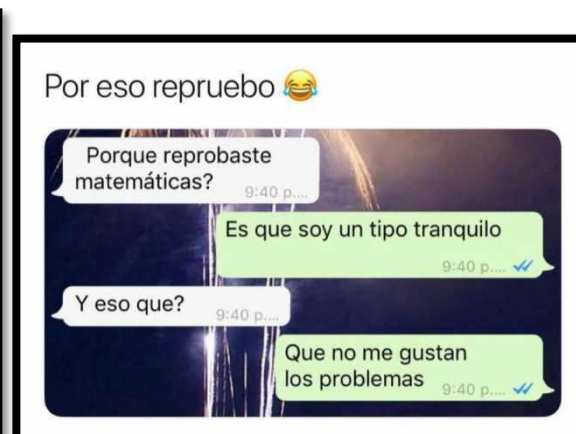 Por eso repruebo 😂
Porque reprobaste
matemáticas? 9:40 p....
Es que soy un tipo tranquilo
9:40 p....
Y eso que? 9:40 p....
Que no me gustan
los problemas 9:40 p....